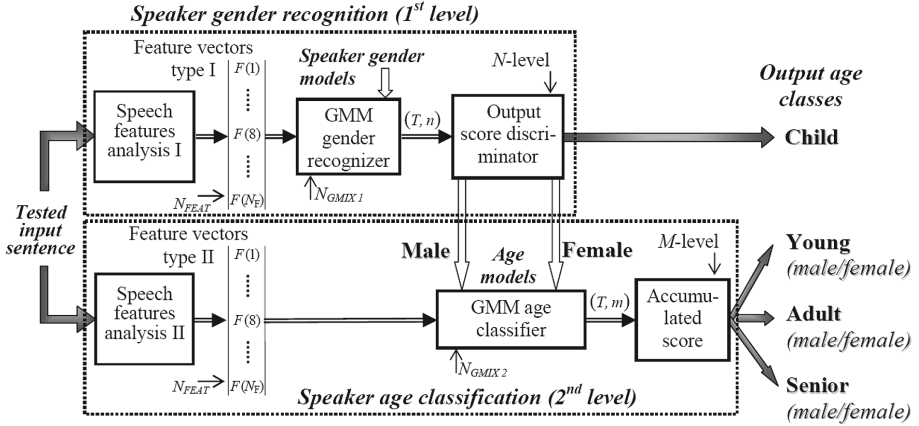 Speaker gender recognition (1st level)
Feature vectors
type I
F(1)
.....
F(8)
.....
F(NF)
NFEAT
Speech
features
analysis I
Speaker gender
models
GMM
gender
recognizer
NGMIX 1
(T, n)
N-level
Output
score discri-
minator
Output age
classes
Child
Tested
input
sentence
Male
Female
Feature vectors
type II
F(1)
.....
F(8)
.....
F(NF)
NFEAT
Speech
features
analysis II
Age
models
GMM age
classifier
NGMIX 2
(T, m)
M-level
Accumu-
lated
score
Young
(male/female)
Adult
(male/female)
Senior
(male/female)
Speaker age classification (2nd level)